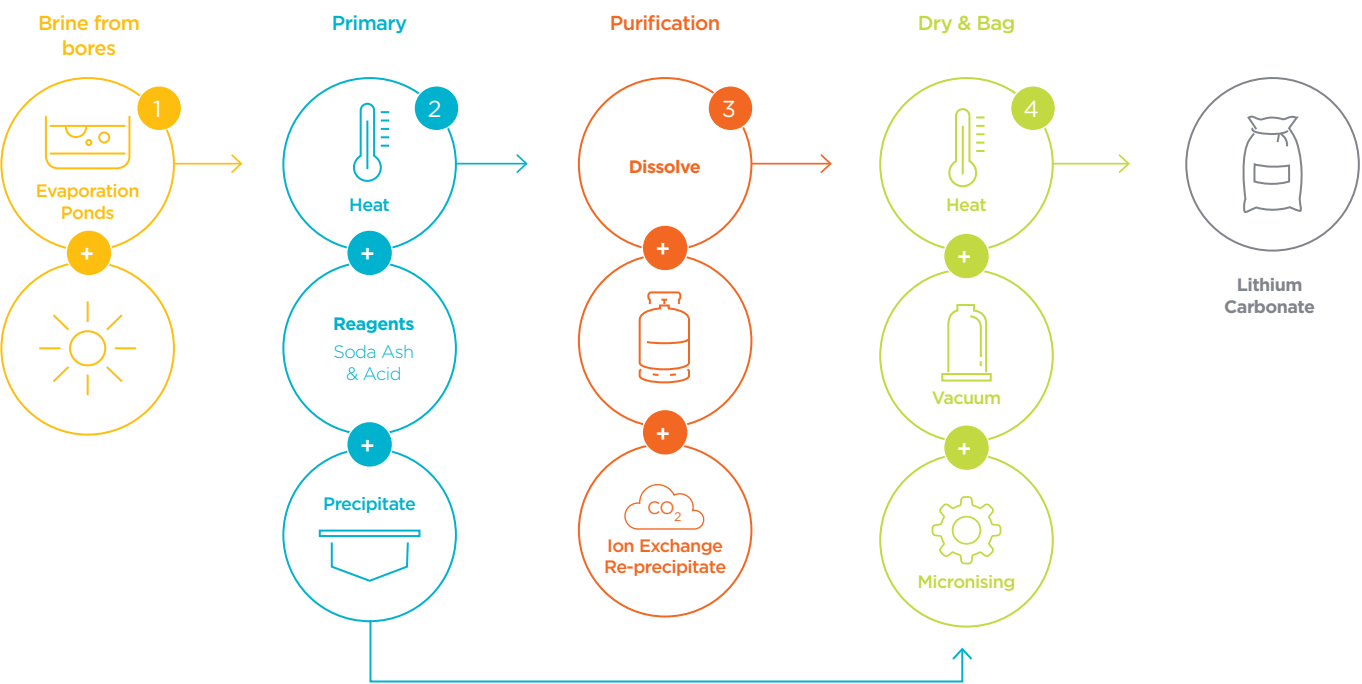 Brine from
bores
1
Evaporation
Ponds
+
Primary
2
Heat
+
Reagents
Soda Ash
& Acid
+
Precipitate
Purification
3
Dissolve
+
+
CO2
Ion Exchange
Re-precipitate
Dry & Bag
4
Heat
+
Vacuum
+
Micronising
Lithium
Carbonate